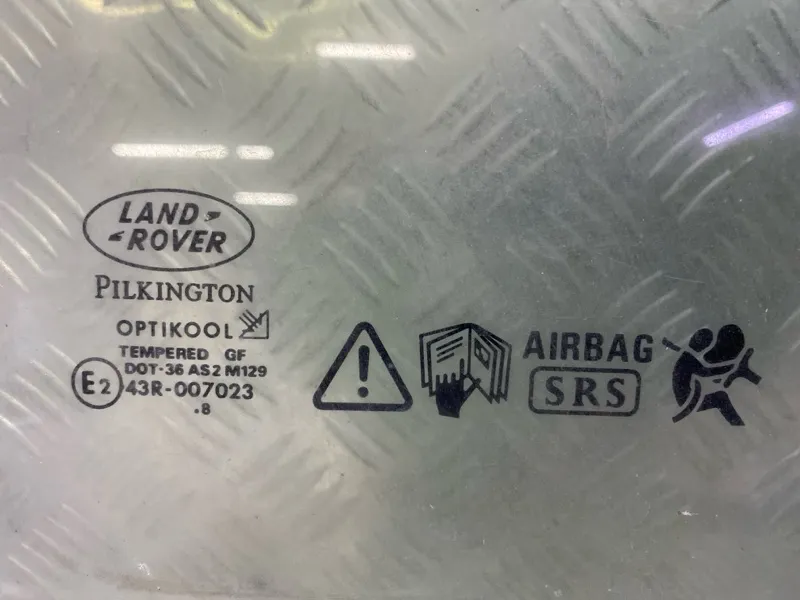 LAND
ROVER
PILKINGTON
OPTIKOOL
TEMPERED GF
DOT-36 AS2 M129
E2
43R-007023
.8
!
AIRBAG
SRS